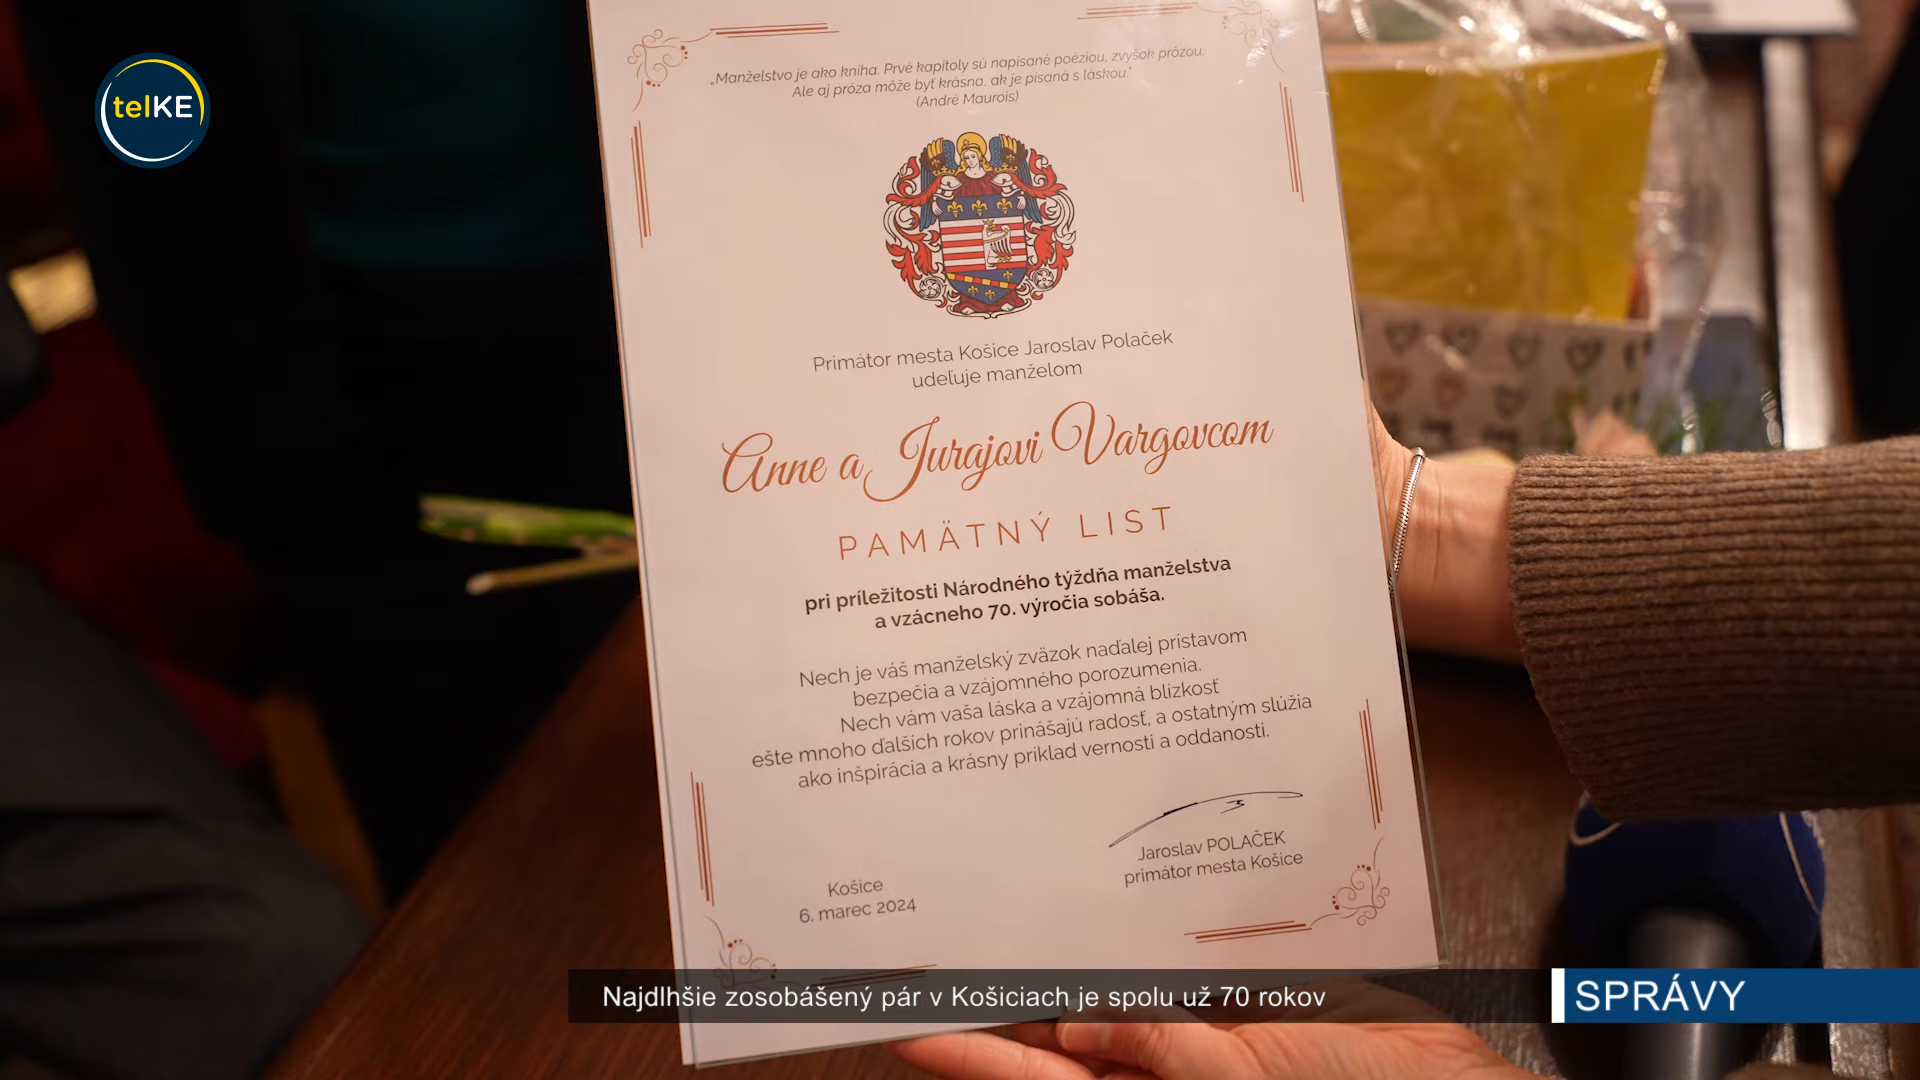 telKE
„Manželstvo je ako kniha. Prvé kapitoly sú napísané poéziou, zvyšok prózou.
Ale aj próza môže byť krásna, ak je písaná s láskou."
(André Maurois)
Primátor mesta Košice Jaroslav Polaček
udeľuje manželom
Anne a Jurajovi Vargovcom
PAMÄTNÝ LIST
pri príležitosti Národného týždňa manželstva
a vzácneho 70. výročia sobáša.
Nech je váš manželský zväzok naďalej prístavom
bezpečia a vzájomného porozumenia.
Nech vám vaša láska a vzájomná blízkosť
ešte mnoho ďalších rokov prinášajú radosť, a ostatným slúžia
ako inšpirácia a krásny príklad vernosti a oddanosti.
Jaroslav POLAČEK
primátor mesta Košice
Košice
6. marec 2024
Najdlhšie zosobášený pár v Košiciach je spolu už 70 rokov
SPRÁVY